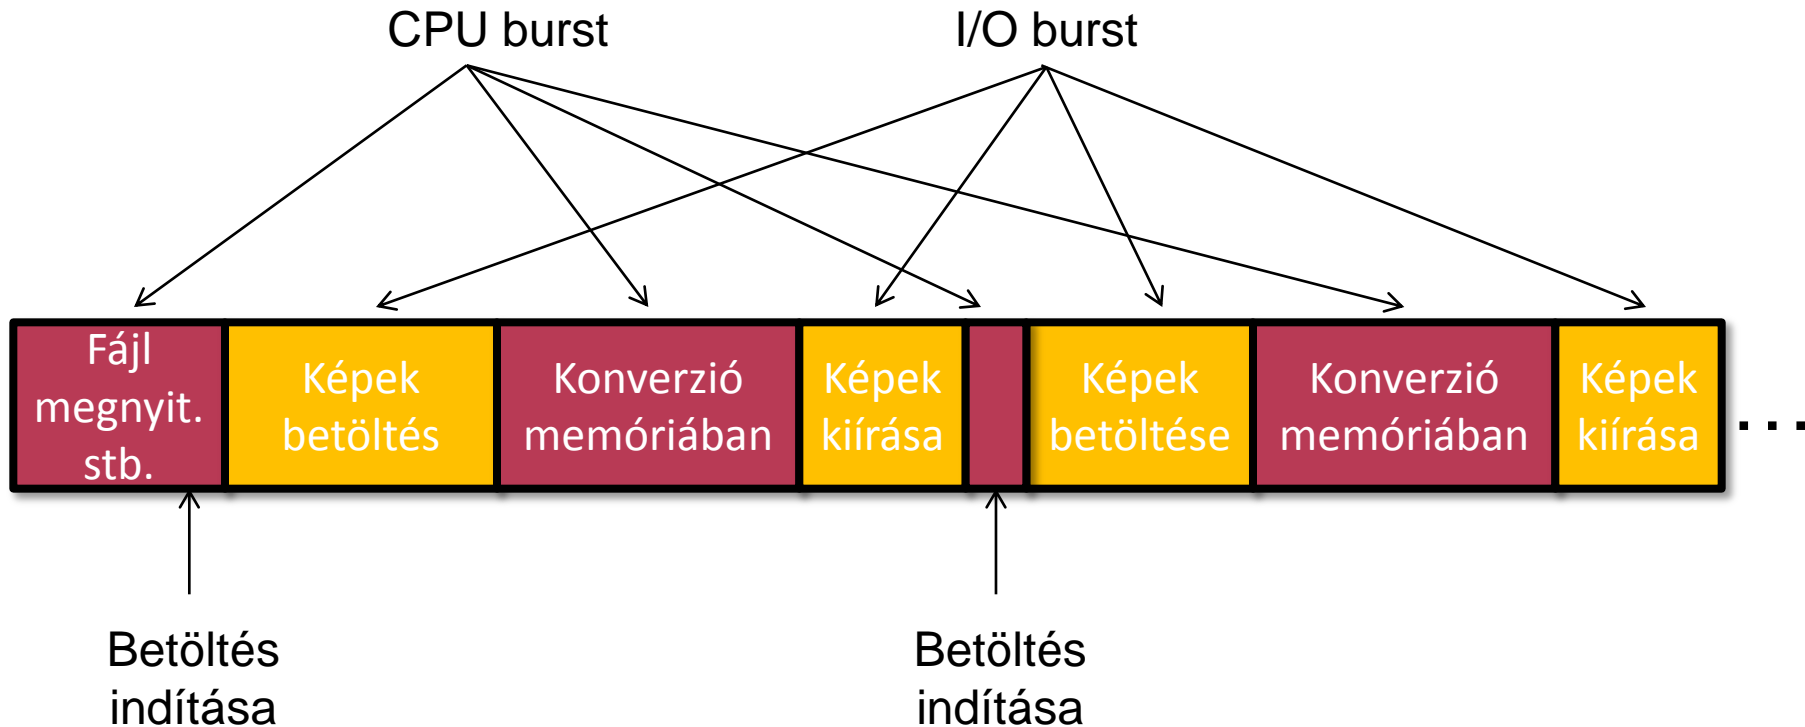 CPU burst
I/O burst
Fájl
megnyit.
stb.
Képek
betöltés
Konverzió
memóriában
Képek
kiírása
Képek
betöltése
Konverzió
memóriában
Képek
kiírása
...
Betöltés
indítása
Betöltés
indítása